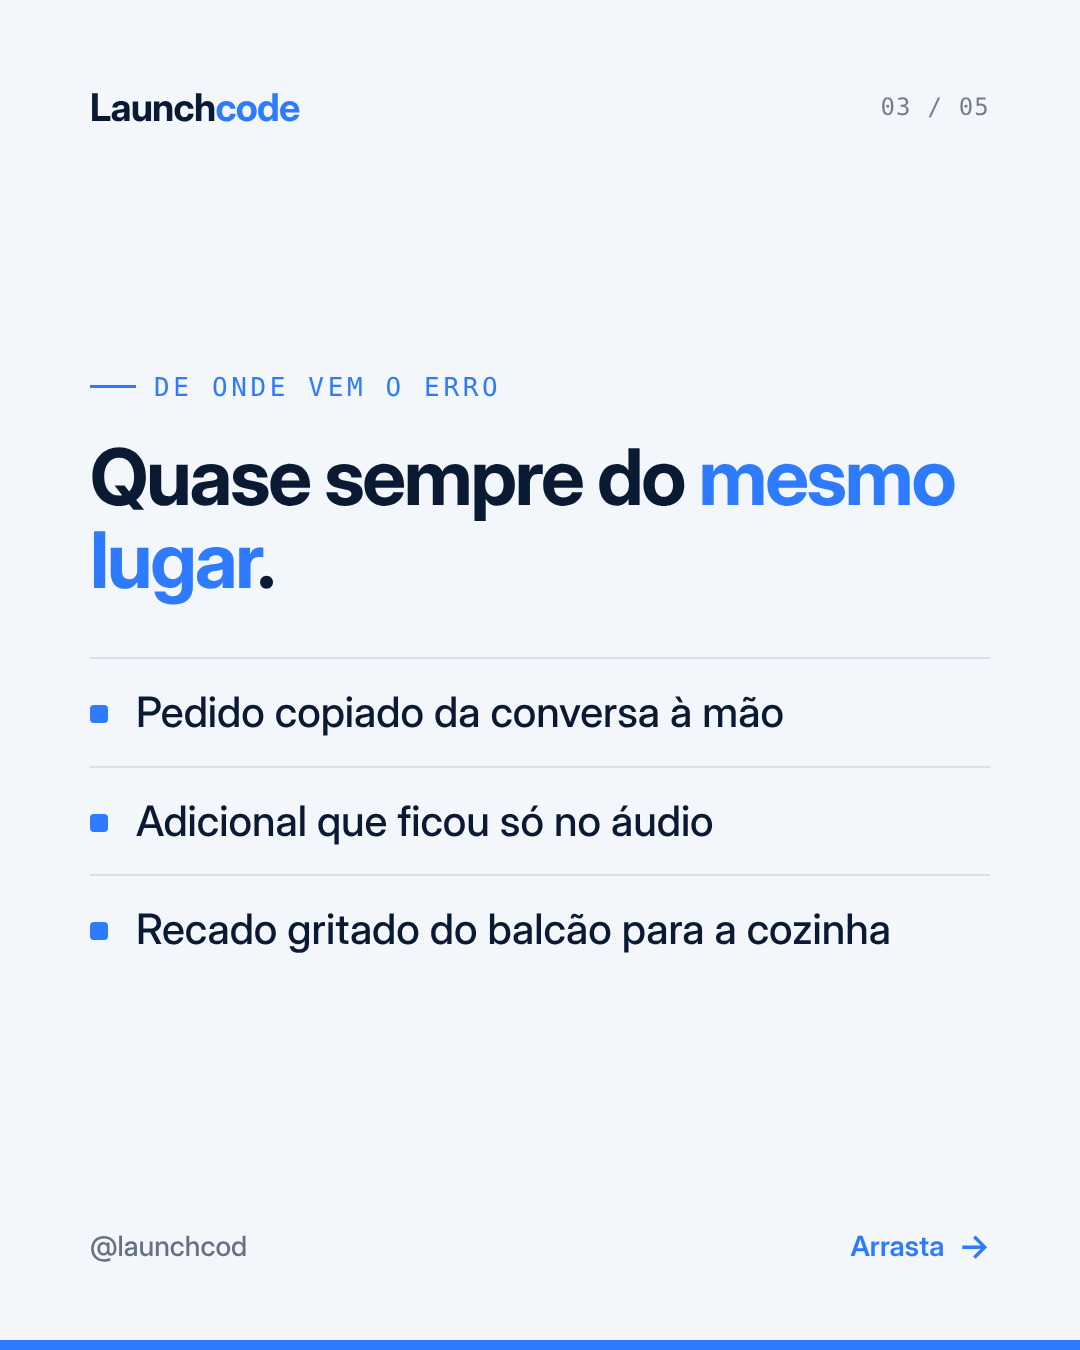 Launchcode
03 / 05
DE ONDE VEM O ERRO
Quase sempre do mesmo
lugar.
Pedido copiado da conversa à mão
Adicional que ficou só no áudio
Recado gritado do balcão para a cozinha
@launchcod
Arrasta →